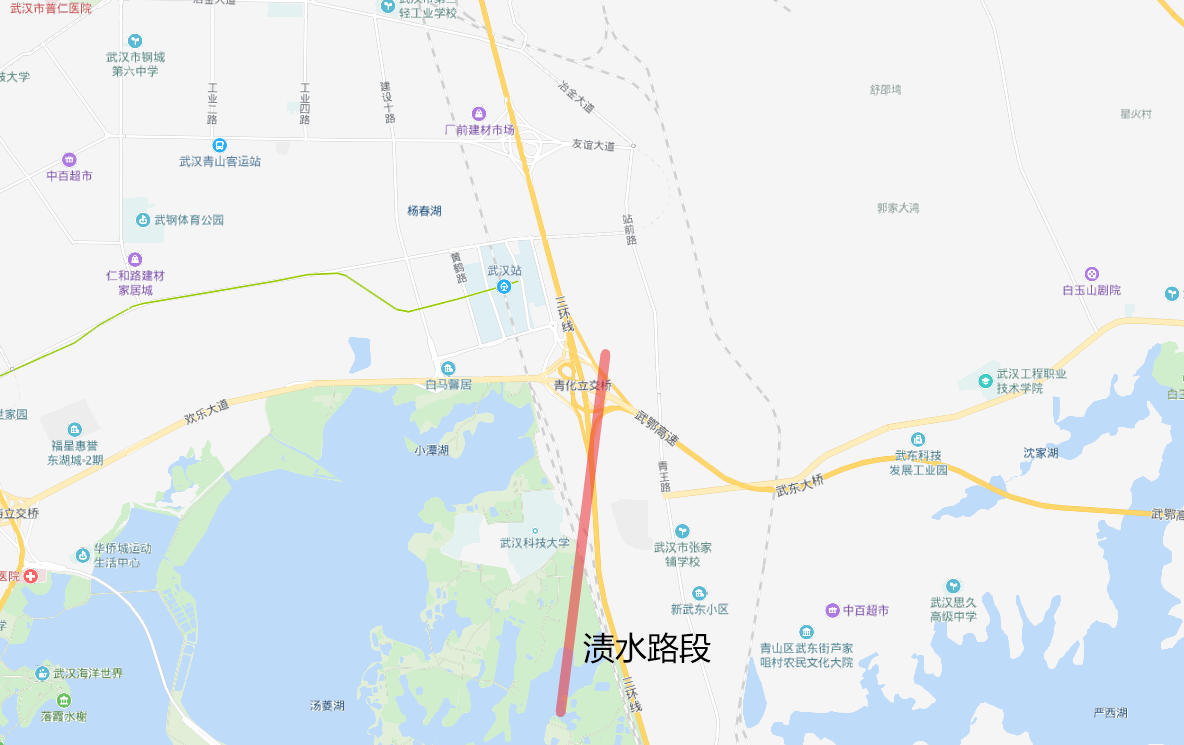 武汉市普仁医院
冶金大道
武汉市第二
轻工业学校
武汉市钢城
第六中学
技大学
工业二路
工业四路
建设十路
冶金大道
舒邵塆
星火村
厂前建材市场
友谊大道
武汉青山客运站
中百超市
武钢体育公园
杨春湖
站前路
郭家大湾
仁和路建材
家居城
黄鹤路
武汉站
三环线
白玉山剧院
白马馨居
青化立交桥
武汉工程职业
技术学院
世家园
欢乐大道
武鄂高速
福星惠誉
东湖城-2期
小潭湖
青王路
武东科技
发展工业园
沈家湖
武东大桥
立交桥
武鄂高
华侨城运动
生活中心
武汉科技大学
武汉市张家
铺学校
医院
新武东小区
中百超市
武汉思久
高级中学
渍水路段
青山区武东街芦家
咀村农民文化大院
武汉海洋世界
三环线
落霞水榭
汤菱湖
严西湖